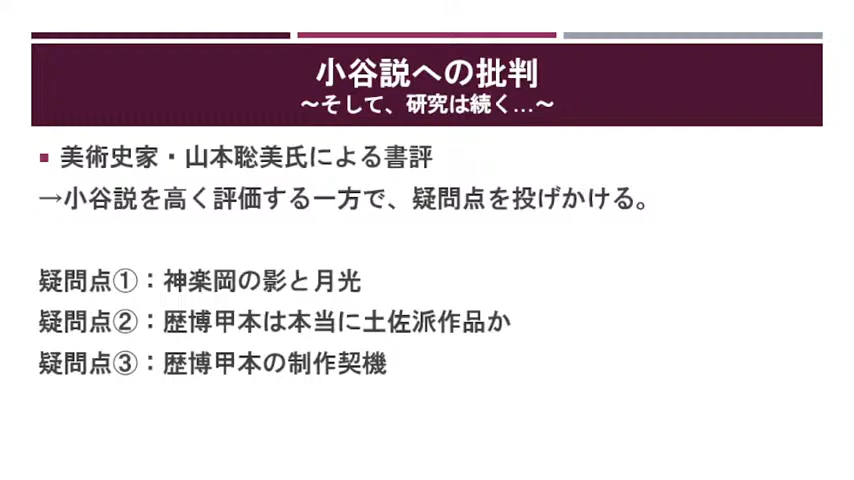 小谷説への批判
～そして、研究は続く…～
■ 美術史家・山本聡美氏による書評
→小谷説を高く評価する一方で、疑問点を投げかける。
疑問点①：神楽岡の影と月光
疑問点②：歴博甲本は本当に土佐派作品か
疑問点③：歴博甲本の制作契機